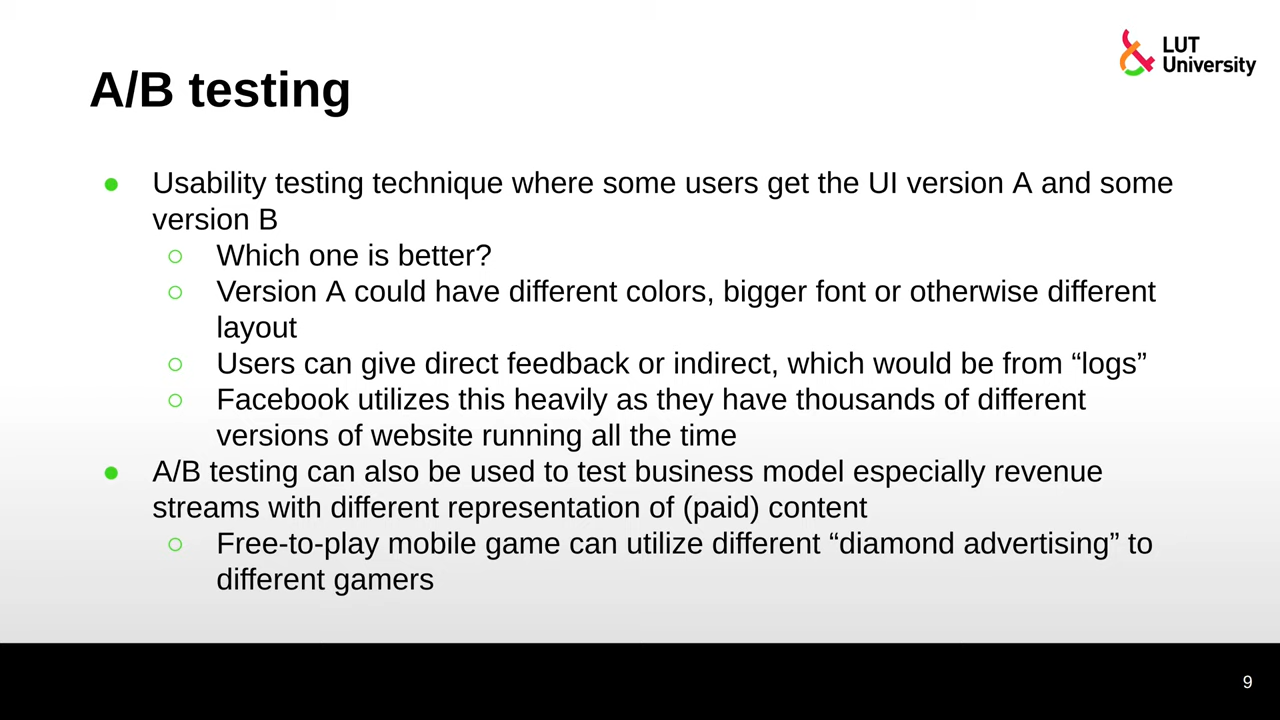 LUT
University
A/B testing
● Usability testing technique where some users get the UI version A and some
version B
○ Which one is better?
○ Version A could have different colors, bigger font or otherwise different
layout
○ Users can give direct feedback or indirect, which would be from “logs”
○ Facebook utilizes this heavily as they have thousands of different
versions of website running all the time
● A/B testing can also be used to test business model especially revenue
streams with different representation of (paid) content
○ Free-to-play mobile game can utilize different “diamond advertising” to
different gamers
9